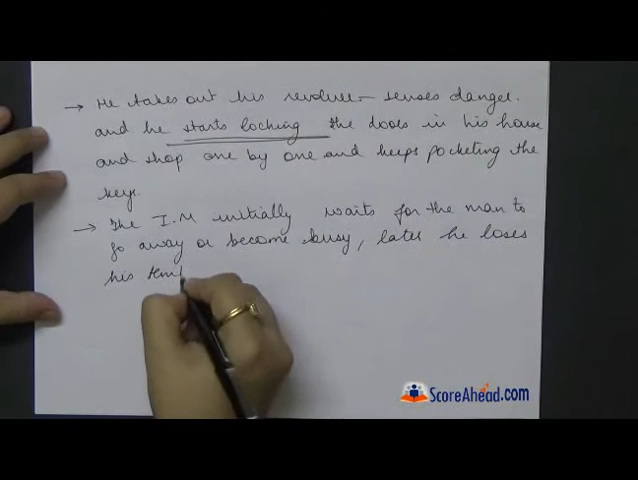 → He takes out his revolver - senses danger.
and he starts locking the doors in his house
and shop one by one and keeps pocketing the
keys.
→ The I.M initially waits for the man to
go away or become busy, later he loses
his tem
ScoreAhead.com